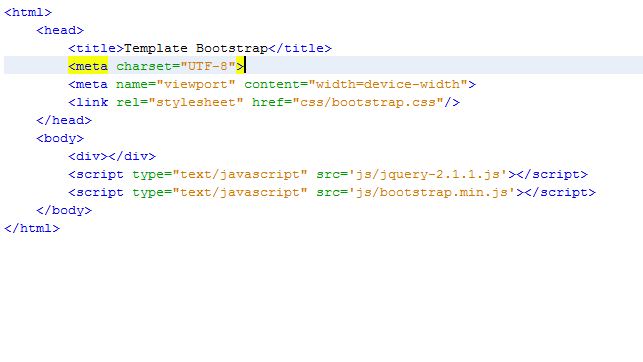 <html>
<head>
<title>Template Bootstrap</title>
<meta charset="UTF-8">
<meta name="viewport" content="width=device-width">
<link rel="stylesheet" href="css/bootstrap.css"/>
</head>
<body>
<div></div>
<script type="text/javascript" src='js/jquery-2.1.1.js'></script>
<script type="text/javascript" src='js/bootstrap.min.js'></script>
</body>
</html>